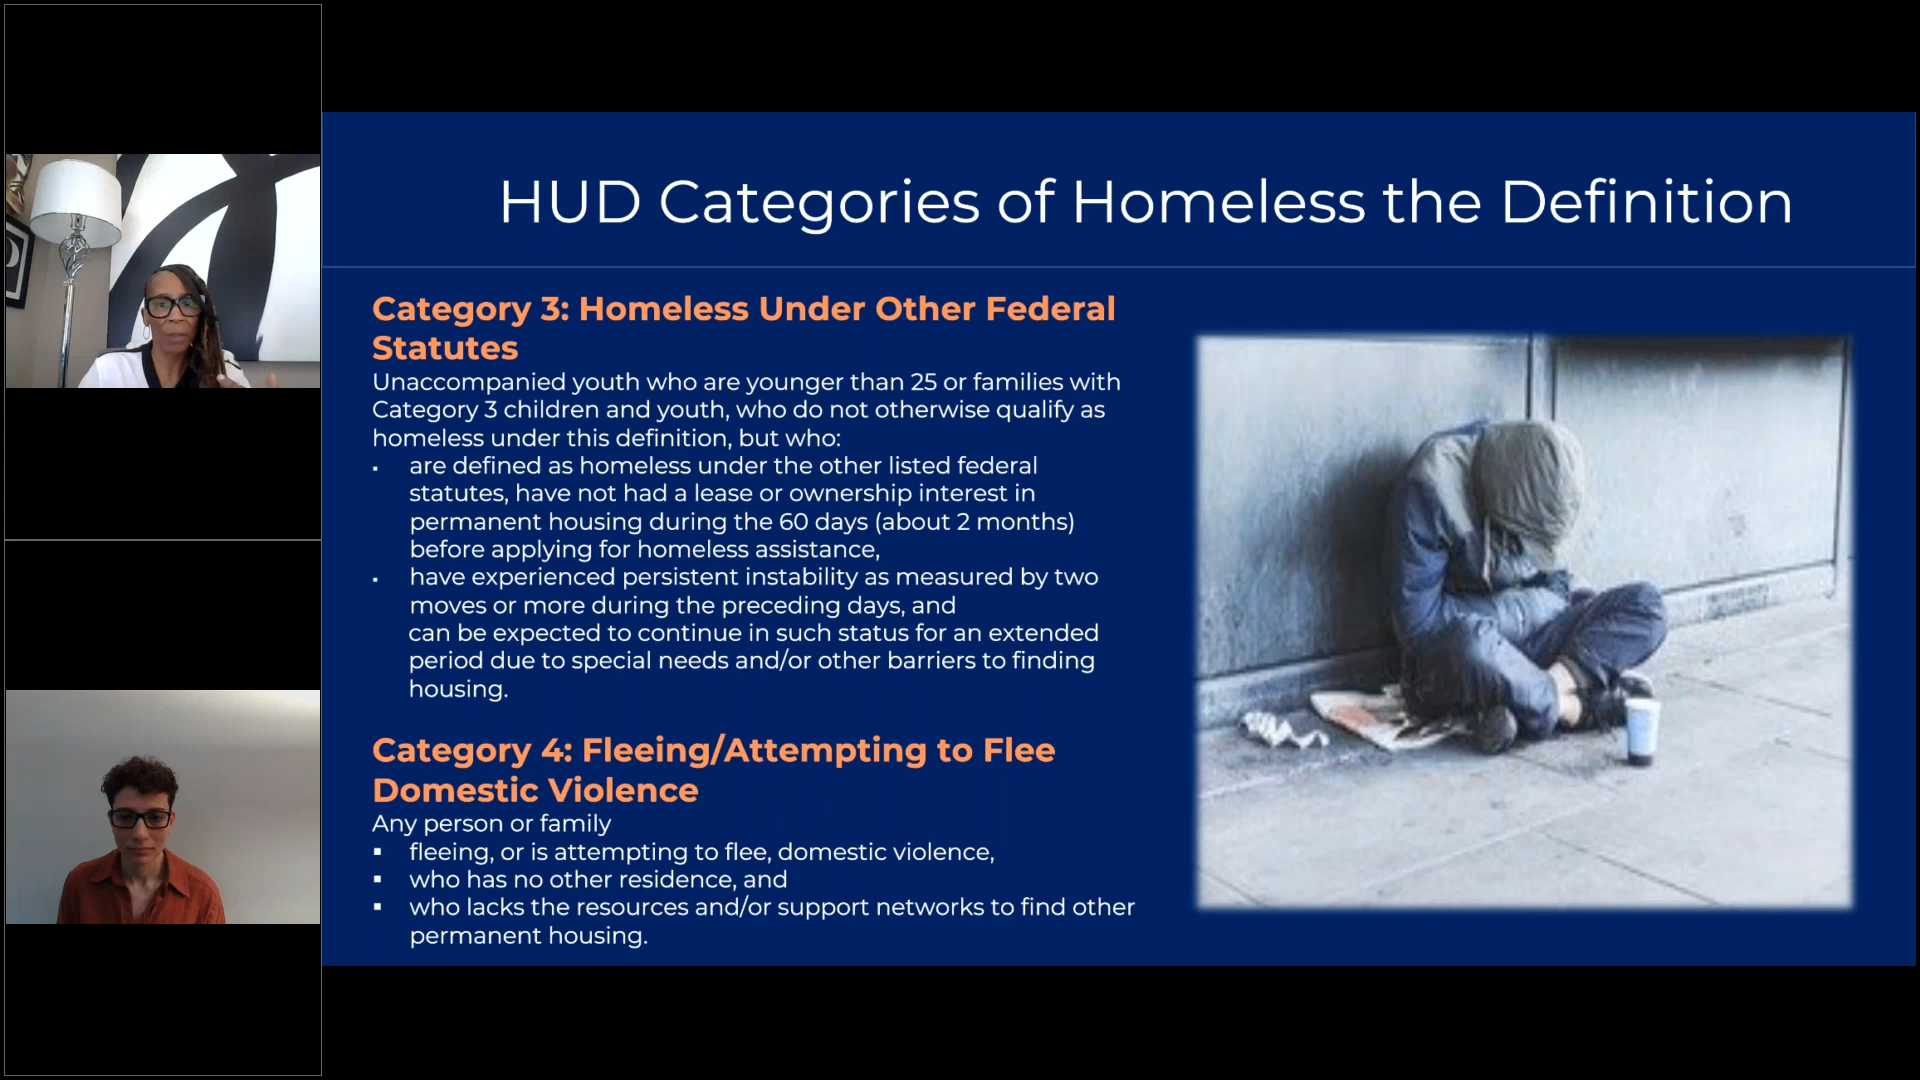 HUD Categories of Homeless the Definition
Category 3: Homeless Under Other Federal
Statutes
Unaccompanied youth who are younger than 25 or families with
Category 3 children and youth, who do not otherwise qualify as
homeless under this definition, but who:
▪ are defined as homeless under the other listed federal
statutes, have not had a lease or ownership interest in
permanent housing during the 60 days (about 2 months)
before applying for homeless assistance,
▪ have experienced persistent instability as measured by two
moves or more during the preceding days, and
can be expected to continue in such status for an extended
period due to special needs and/or other barriers to finding
housing.
Category 4: Fleeing/Attempting to Flee
Domestic Violence
Any person or family
▪ fleeing, or is attempting to flee, domestic violence,
▪ who has no other residence, and
▪ who lacks the resources and/or support networks to find other
permanent housing.